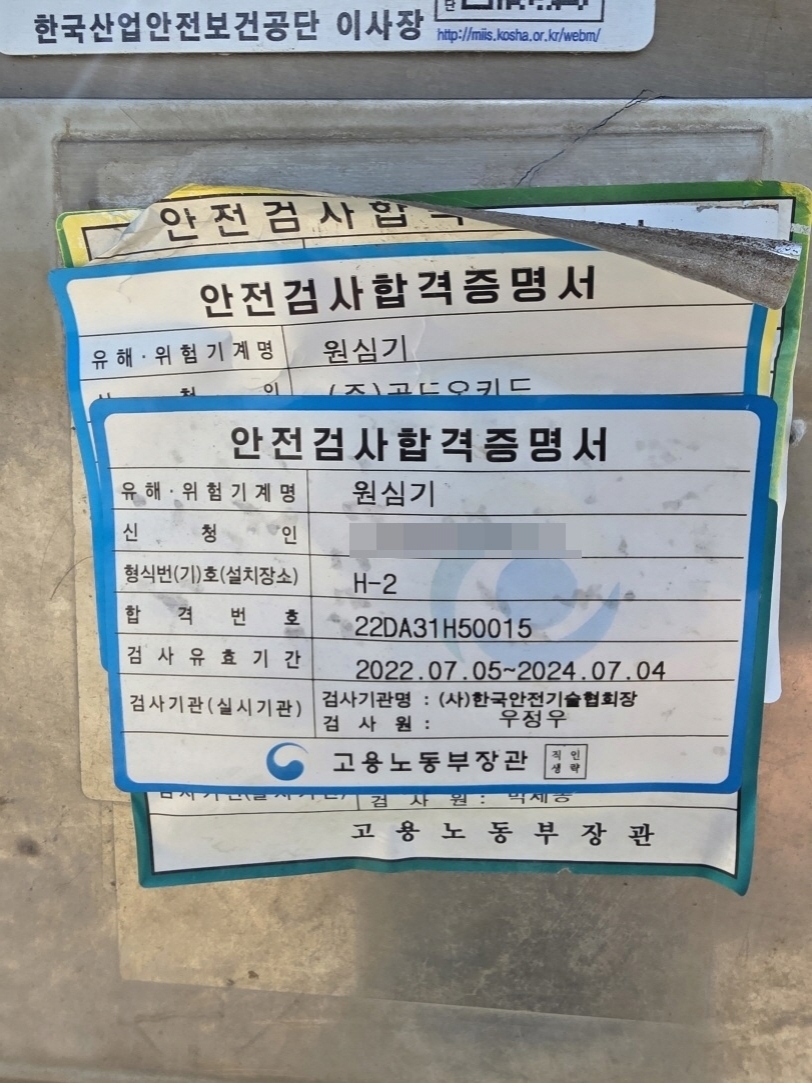 한국산업안전보건공단 이사장
http://miis.kosha.or.kr/webm/
안전검사합격
안전검사합격증명서
유해·위험기계명 원심기
안전검사합격증명서
유해·위험기계명 원심기
신청인
형식번(기)호(설치장소) H-2
합격번호 22DA31H50015
검사유효기간 2022.07.05~2024.07.04
검사기관(실시기관) 검사기관명 : (사)한국안전기술협회장
검사원 : 우정우
고용노동부장관 직인생략
검사원 :
고용노동부장관